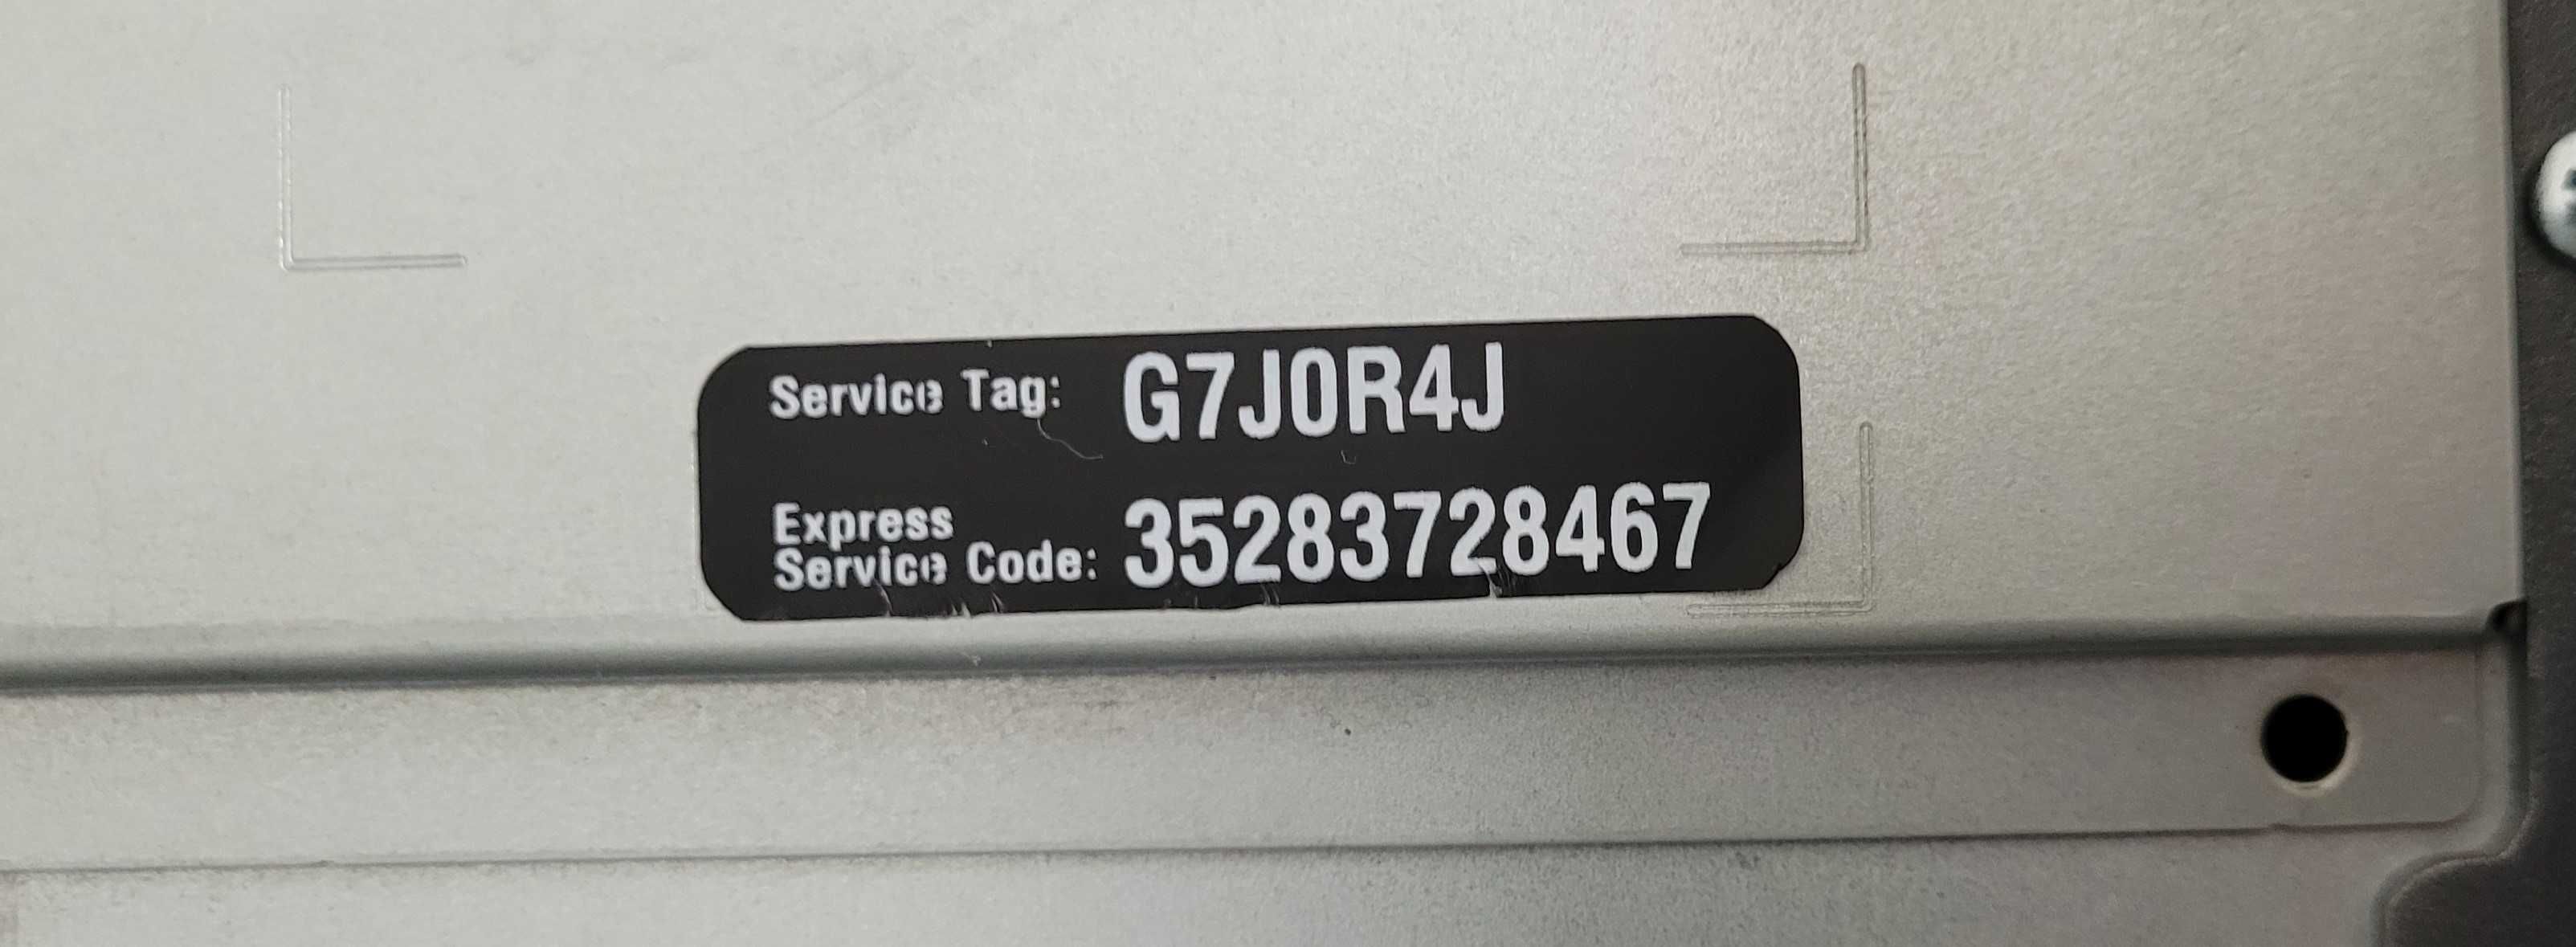 Service Tag: G7J0R4J
Express
Service Code: 35283728467